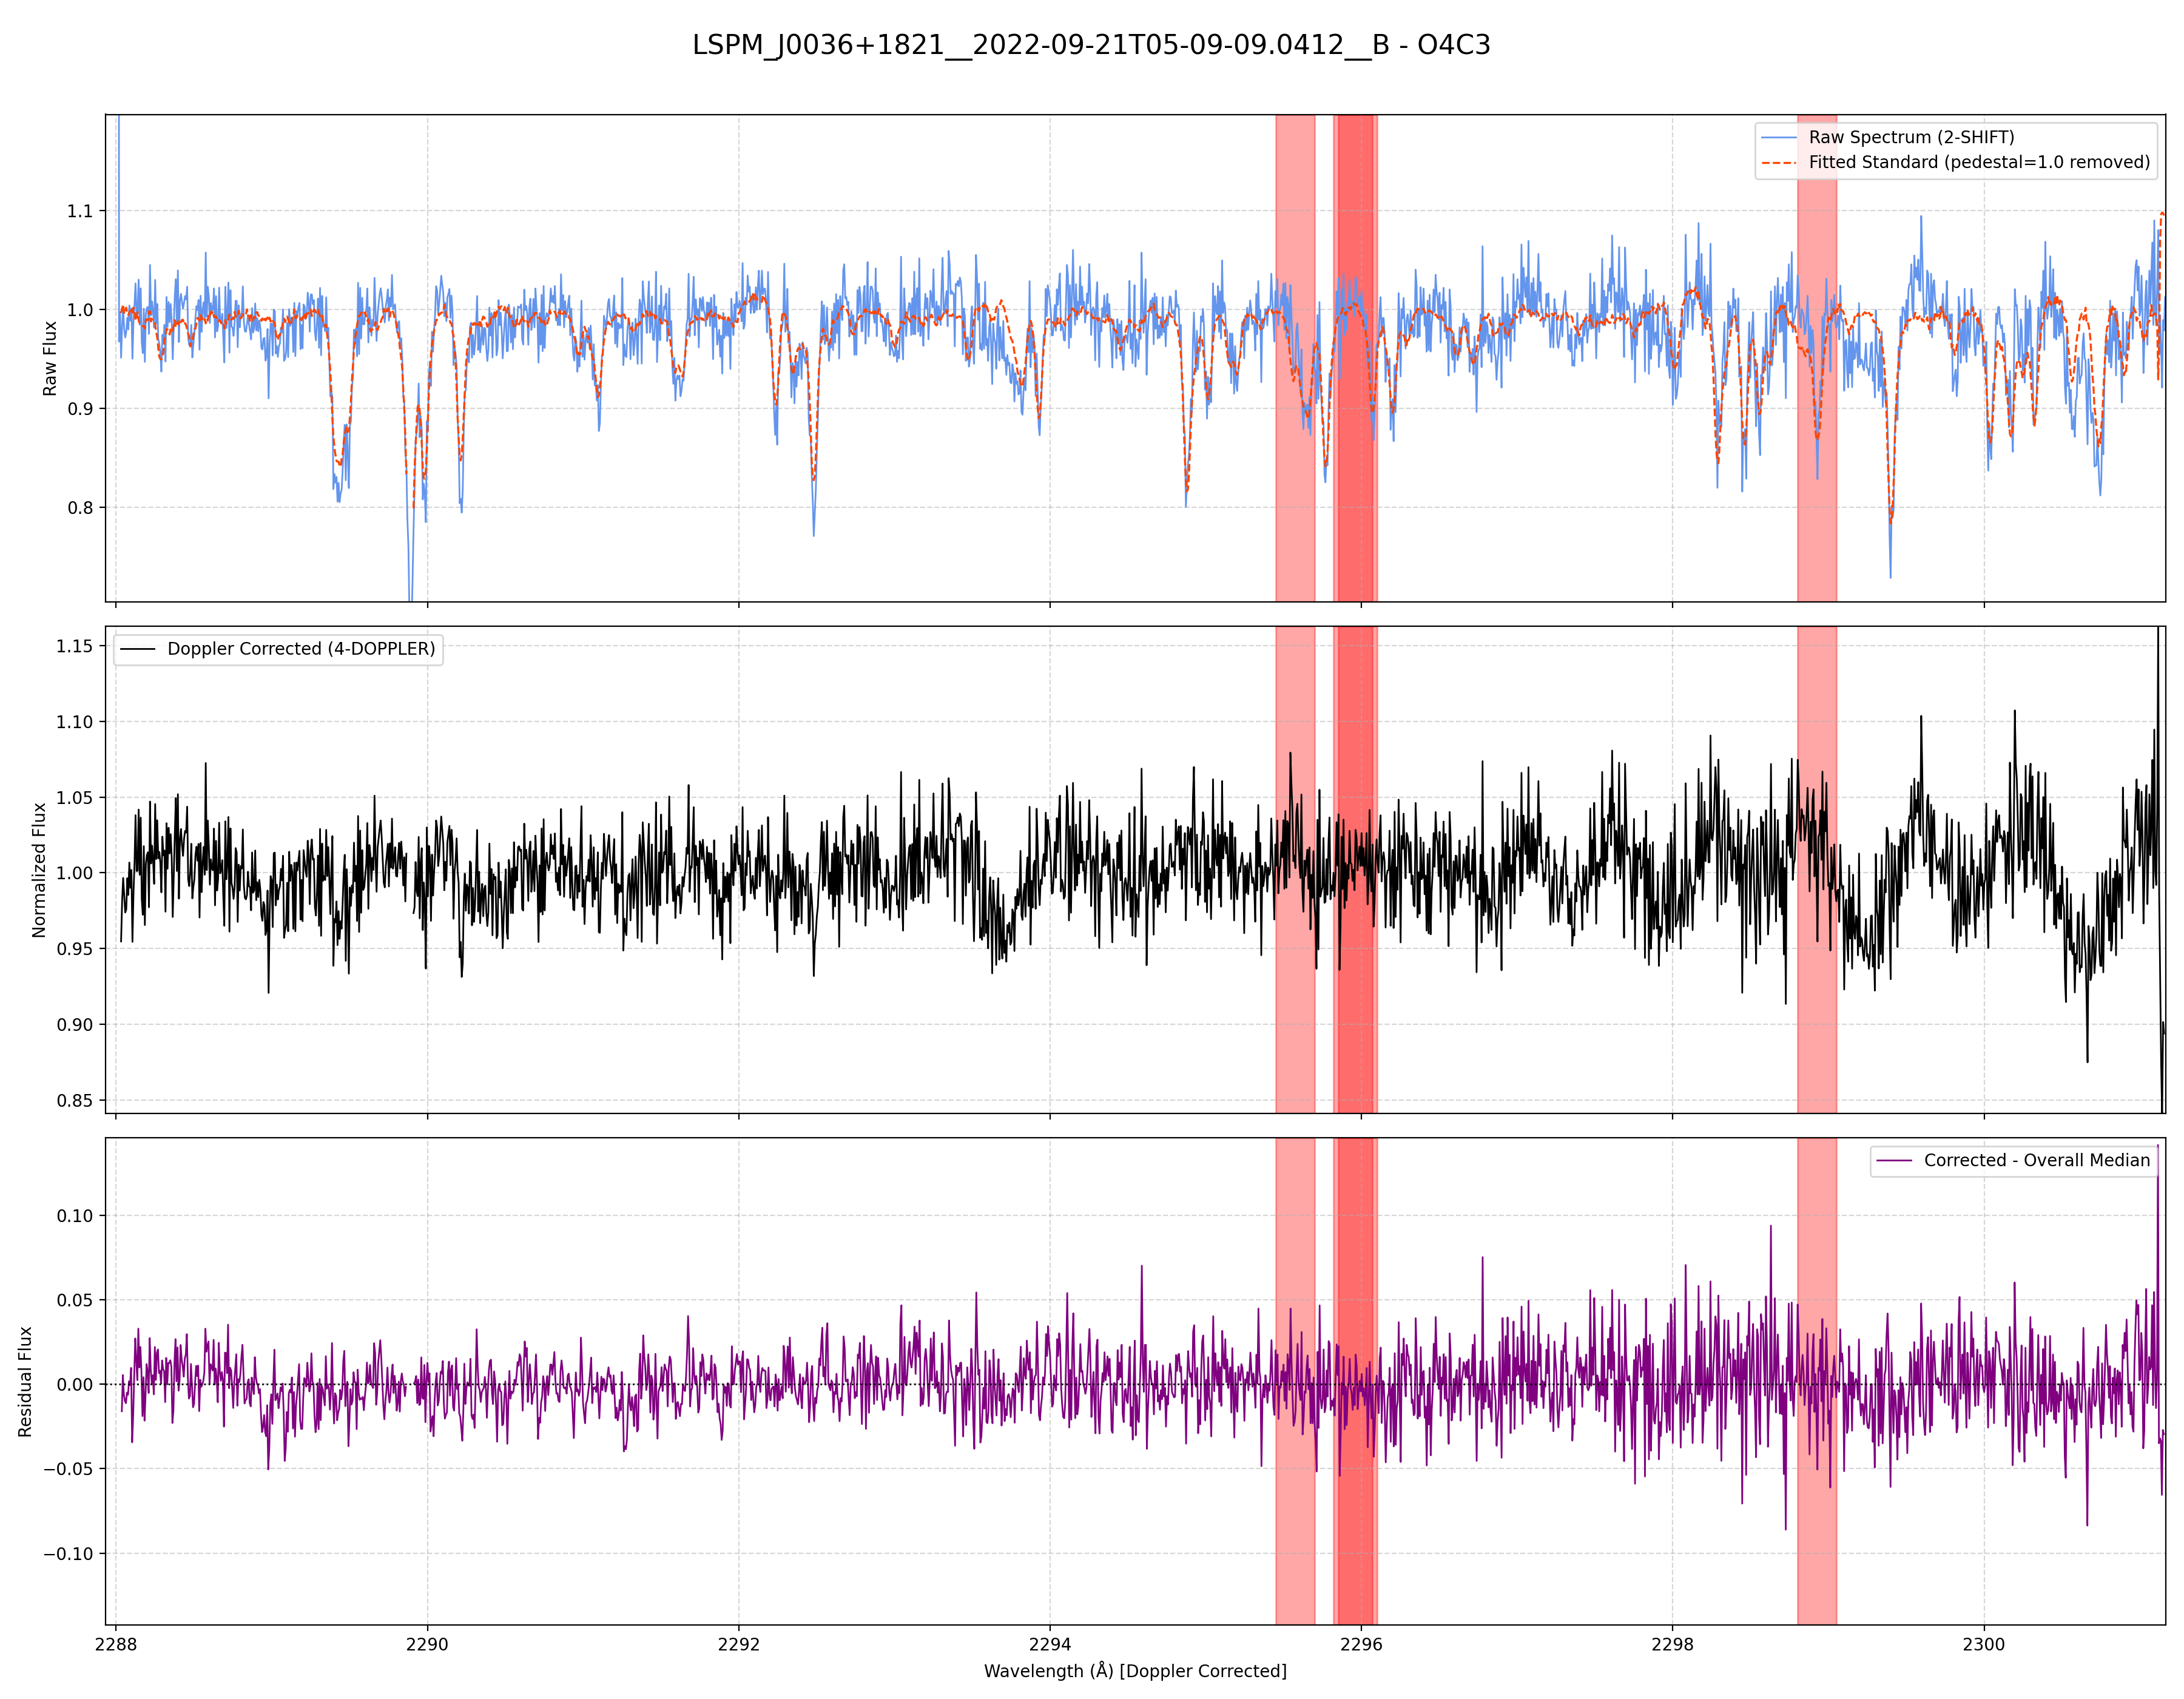 LSPM_J0036+1821__2022-09-21T05-09-09.0412__B - O4C3
Raw Flux
1.1
1.0
0.9
0.8
Raw Spectrum (2-SHIFT)
Fitted Standard (pedestal=1.0 removed)
Normalized Flux
1.15
1.10
1.05
1.00
0.95
0.90
0.85
Doppler Corrected (4-DOPPLER)
Residual Flux
0.10
0.05
0.00
−0.05
−0.10
Corrected - Overall Median
2288 2290 2292 2294 2296 2298 2300
Wavelength (Å) [Doppler Corrected]